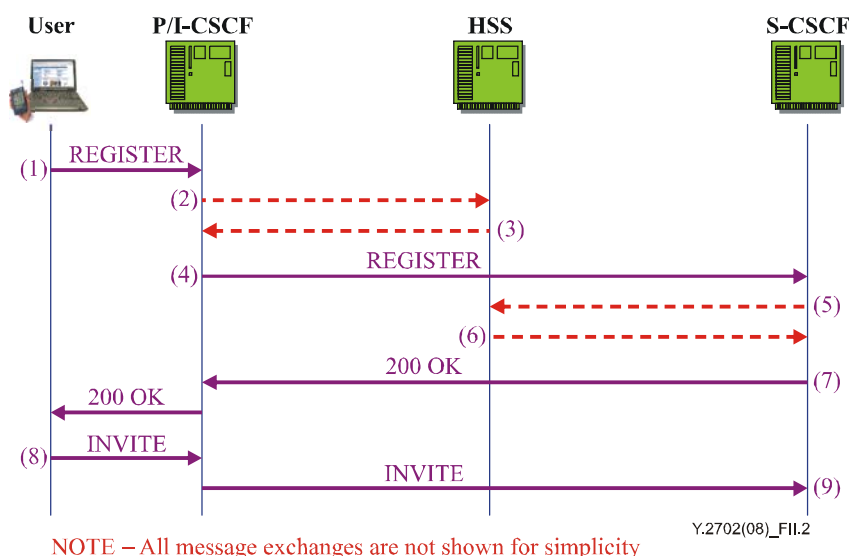 User P/I-CSCF HSS S-CSCF
(1) REGISTER
(2)
(3)
(4) REGISTER
(5)
(6)
200 OK (7)
200 OK
(8) INVITE
INVITE (9)
Y.2702(08)_FII.2
NOTE – All message exchanges are not shown for simplicity